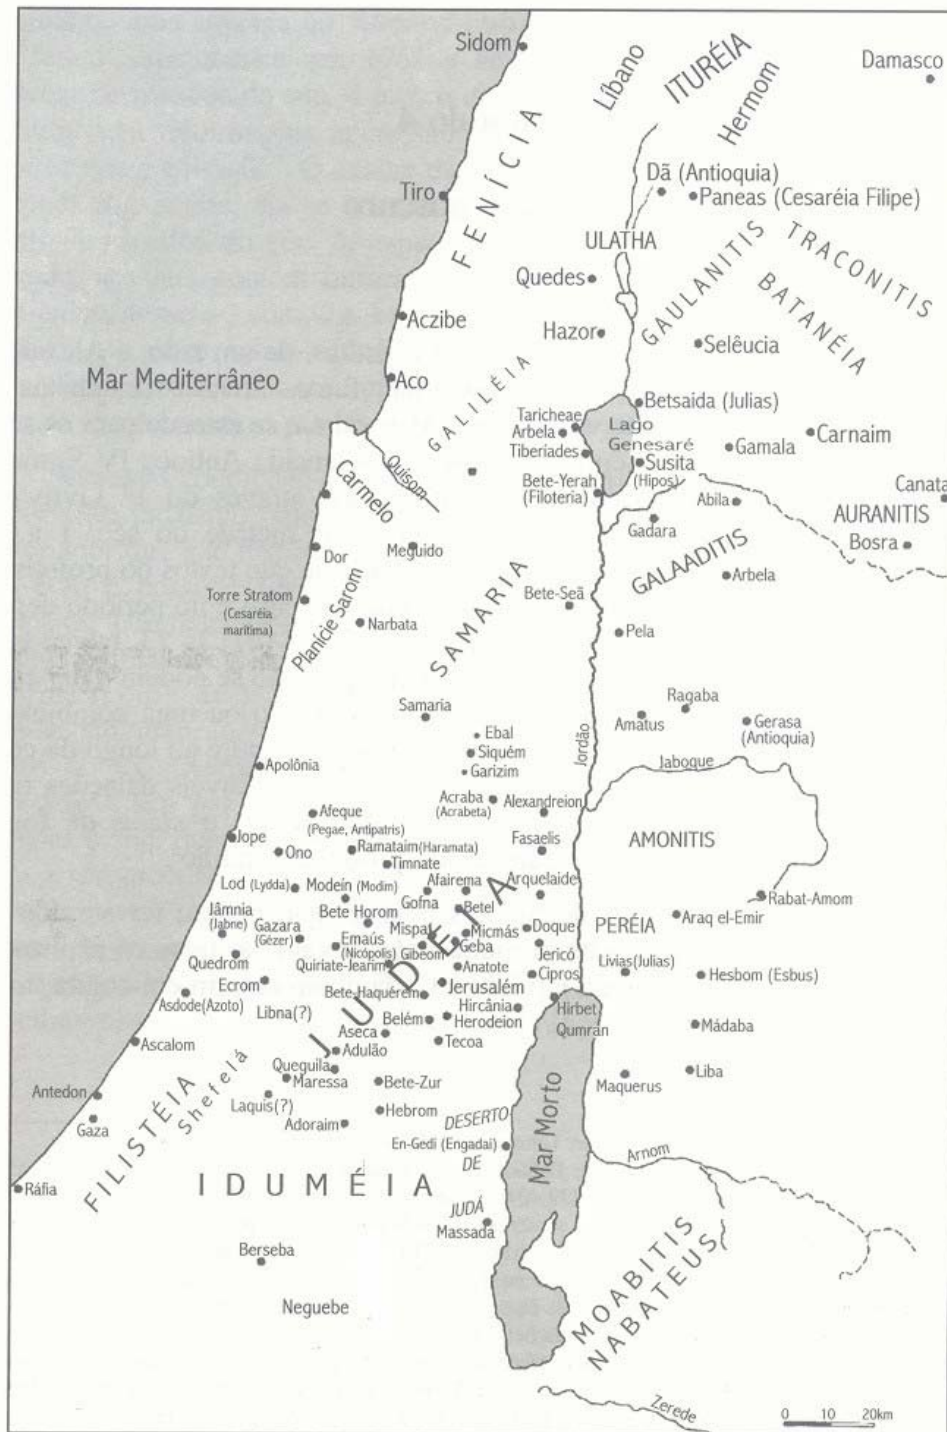 Sidom
Líbano
ITURÉIA
Hermom
Damasco
FENÍCIA
Tiro
Dã (Antioquia)
Paneas (Cesaréia Filipe)
ULATHA
GAULANITIS
TRACONITIS
BATANÉIA
Quedes
Aczibe
Hazor
Selêucia
Mar Mediterrâneo
Aco
GALILÉIA
Betsaida (Julias)
Taricheae
Arbela
Tiberíades
Lago
Genesaré
Gamala
Carnaim
Susita
(Hipos)
Bete-Yerah
(Filoteria)
Carmelo
Quisom
Abila
Canata
AURANITIS
Gadara
Bosra
Dor
Meguido
GALAADITIS
Arbela
Torre Stratom
(Cesaréia
marítima)
Planície Sarom
Narbata
SAMARIA
Bete-Seã
Pela
Samaria
Ragaba
Amatus
Gerasa
(Antioquia)
Ebal
Siquém
Garizim
Jordão
Jaboque
Apolônia
Acraba
(Acrabeta)
Alexandreion
Afeque
(Pegae, Antipatris)
Jope
Ono
Ramataim (Haramata)
Timnate
Fasaelis
AMONITIS
Lod (Lydda)
Modeín (Modim)
Afairema
Gofna
Arquelaide
Rabat-Amom
Betel
JUDÉIA
Jâmnia
(Jabne)
Gazara
(Gézer)
Bete Horom
Mispa
Micmás
Doque
PERÉIA
Araq el-Emir
Emaús
(Nicópolis)
Gibeom
Geba
Jericó
Quedrom
Quiriate-Jearim
Anatote
Cipros
Livias(Julias)
Hesbom (Esbus)
Ecrom
Jerusalém
Asdode(Azoto)
Libna(?)
Bete-Haquérem
Hircânia
Hirbet
Qumran
Belém
Herodeion
Mádaba
Ascalom
Aseca
Adulão
Tecoa
Shefelá
Queguila
Maressa
Bete-Zur
Maquerus
Liba
Antedon
Gaza
FILISTÉIA
Laquis(?)
Hebrom
Adoraim
DESERTO
DE
JUDÁ
En-Gedi (Engadai)
Mar Morto
Arnom
Ráfia
IDUMÉIA
Massada
Berseba
Neguebe
MOABITIS
NABATEUS
Zerede
0 10 20km